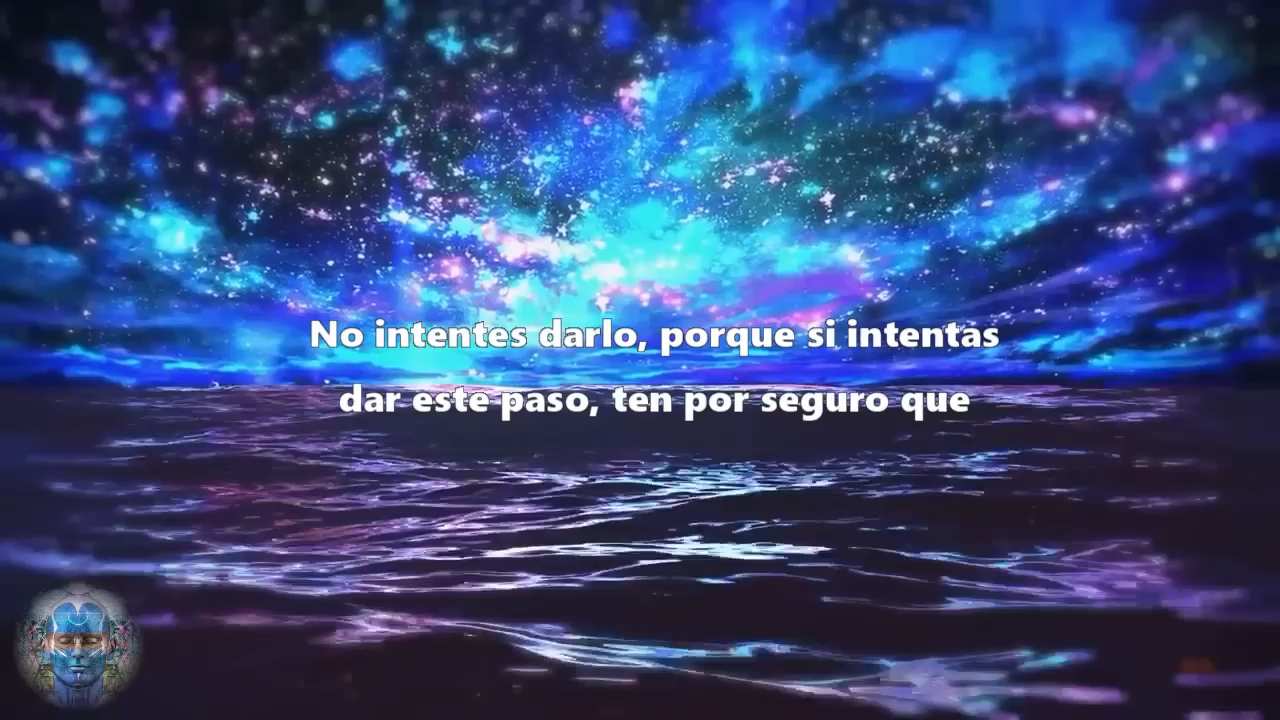 No intentes darlo, porque si intentas
dar este paso, ten por seguro que